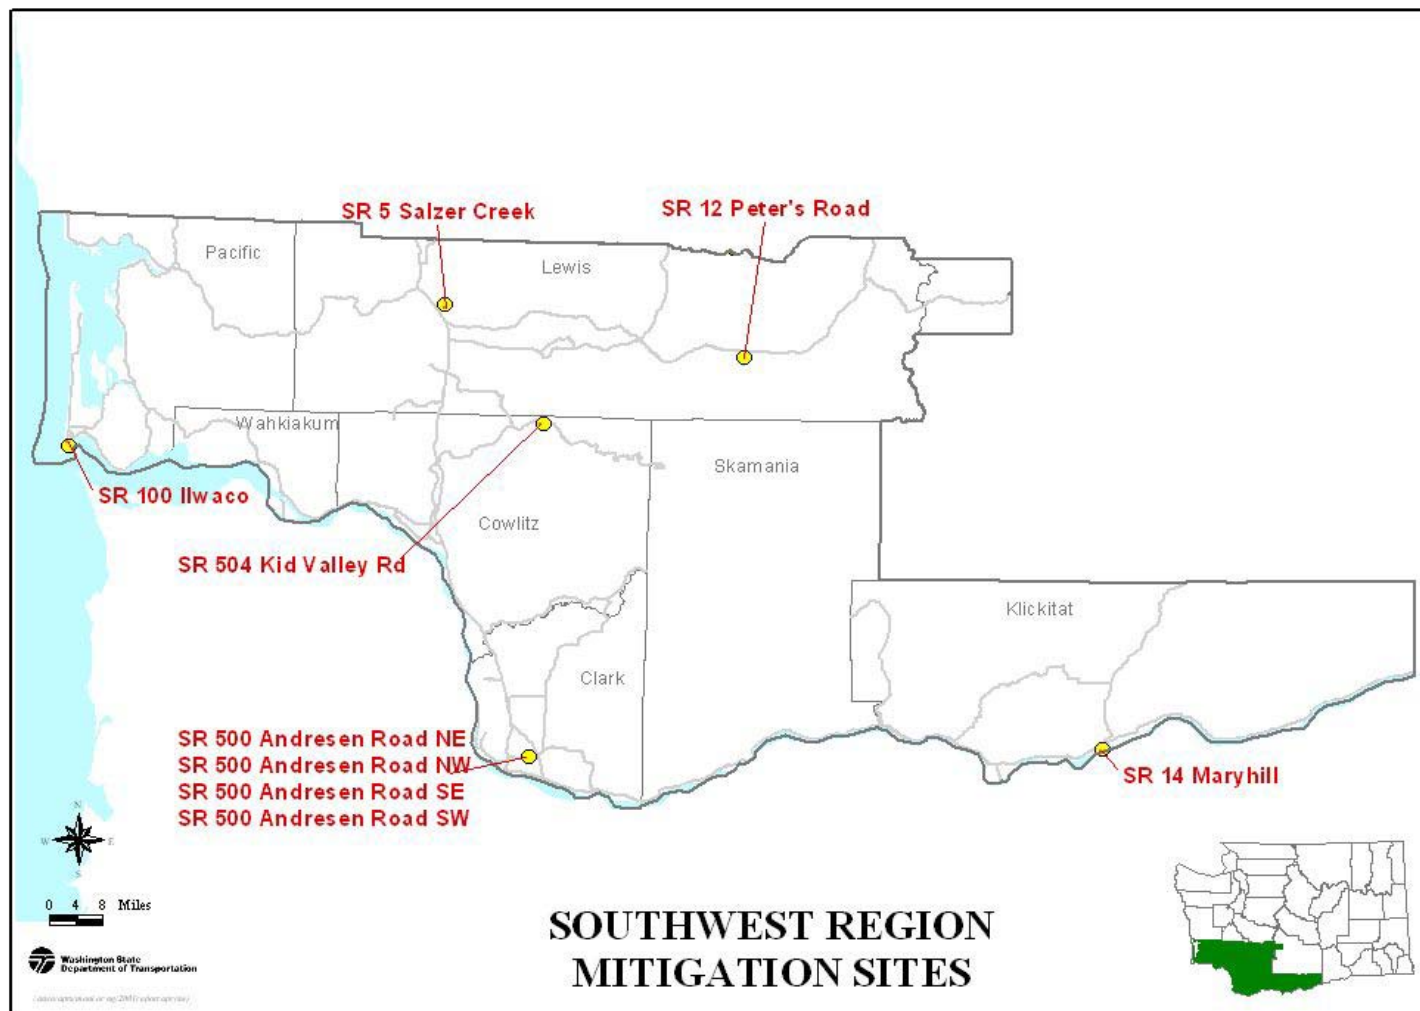 SR 5 Salzer Creek
SR 12 Peter's Road
Pacific
Lewis
Wahkiakum
Skamania
SR 100 Ilwaco
Cowlitz
SR 504 Kid Valley Rd
Klickitat
Clark
SR 500 Andresen Road NE
SR 500 Andresen Road NW
SR 500 Andresen Road SE
SR 500 Andresen Road SW
SR 14 Maryhill
N
W E
S
0 4 8 Miles
SOUTHWEST REGION
MITIGATION SITES
Washington State
Department of Transportation